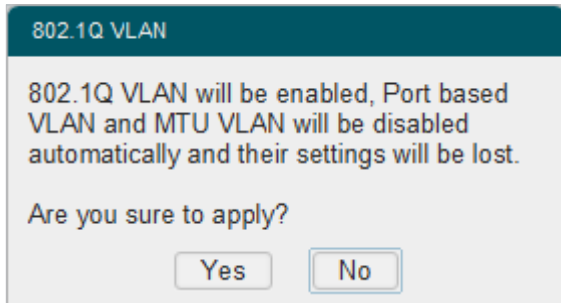 802.1Q VLAN
802.1Q VLAN will be enabled, Port based
VLAN and MTU VLAN will be disabled
automatically and their settings will be lost.
Are you sure to apply?
Yes No